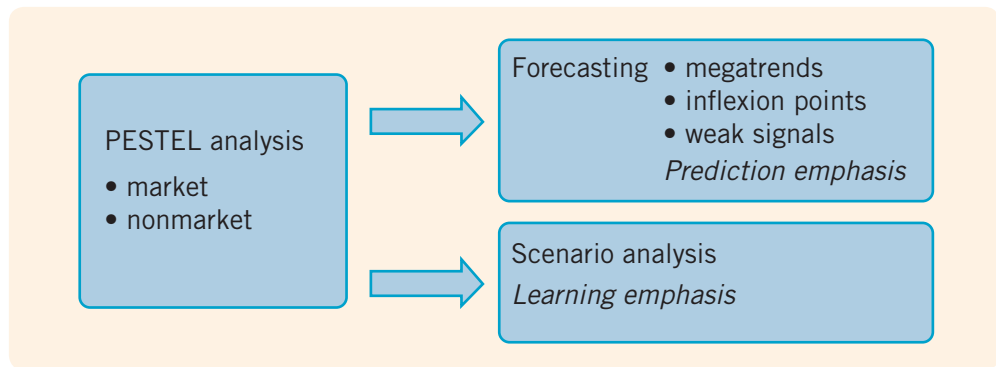 PESTEL analysis
• market
• nonmarket
Forecasting • megatrends
• inflexion points
• weak signals
Prediction emphasis
Scenario analysis
Learning emphasis